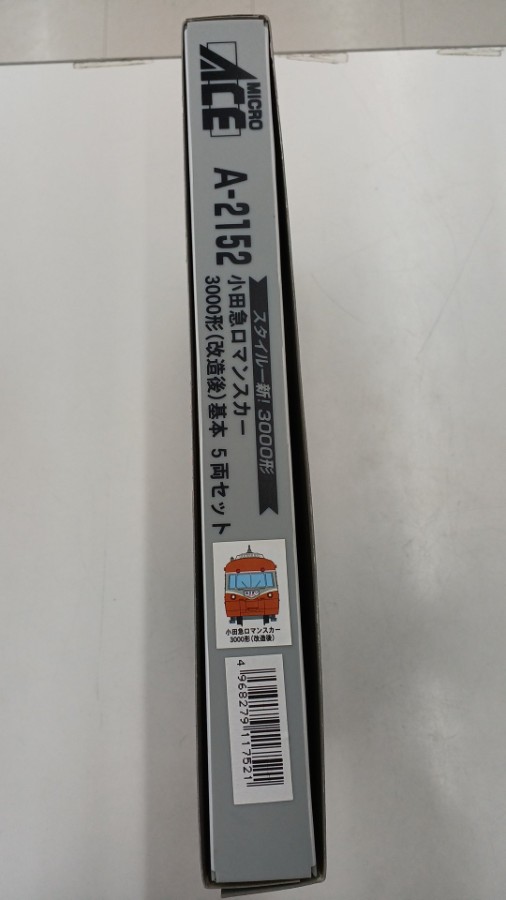 MICRO
ACE
A-2152
スタイル一新! 3000形
小田急ロマンスカー
3000形(改造後)基本 5両セット
小田急ロマンスカー
3000形(改造後)
4 968279 117521